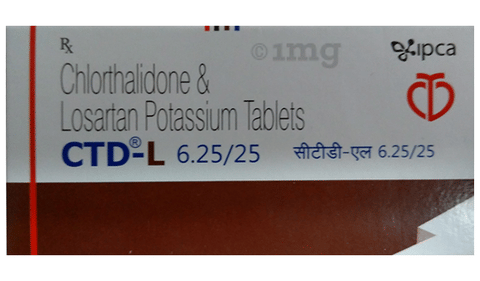 Rx
©1mg
ipca
Chlorthalidone &
Losartan Potassium Tablets
CTD®-L 6.25/25 सीटीडी-एल 6.25/25